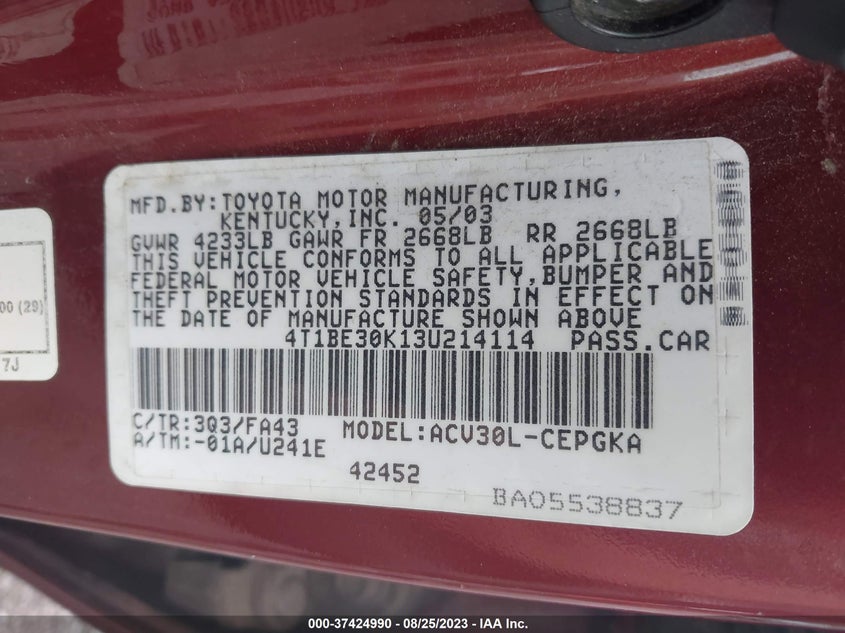 MFD.BY:TOYOTA MOTOR MANUFACTURING,
KENTUCKY,INC. 05/03
GVWR 4233LB GAWR FR 2668LB RR 2668LB
THIS VEHICLE CONFORMS TO ALL APPLICABLE
FEDERAL MOTOR VEHICLE SAFETY,BUMPER AND
THEFT PREVENTION STANDARDS IN EFFECT ON
THE DATE OF MANUFACTURE SHOWN ABOVE
4T1BE30K13U214114 PASS.CAR
C/TR:3Q3/FA43 MODEL:ACV30L-CEPGKA
A/TM:-01A/U241E
42452
BA05538837
00 (29)
7J
000-37424990 - 08/25/2023 - IAA Inc.